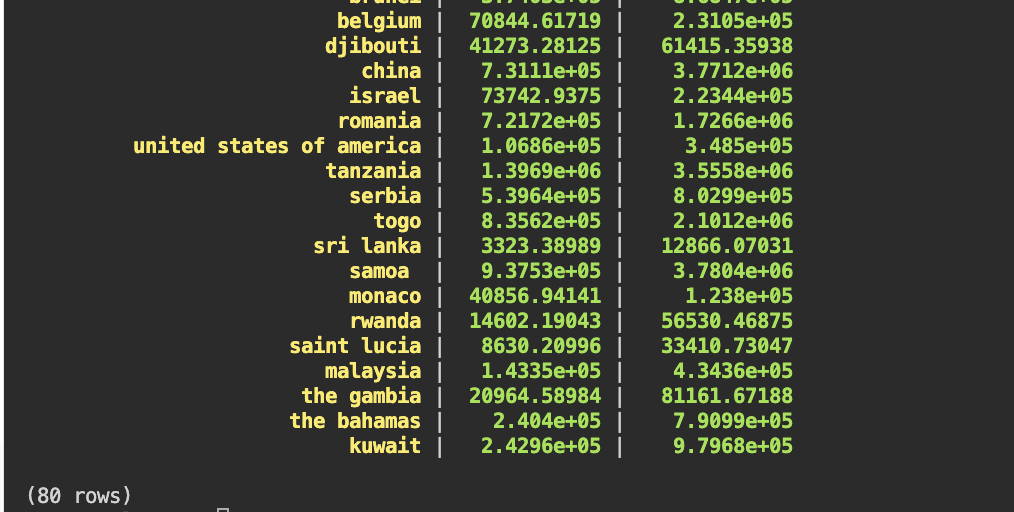 belgium | 70844.61719 | 2.3105e+05
djibouti | 41273.28125 | 61415.35938
china | 7.3111e+05 | 3.7712e+06
israel | 73742.9375 | 2.2344e+05
romania | 7.2172e+05 | 1.7266e+06
united states of america | 1.0686e+05 | 3.485e+05
tanzania | 1.3969e+06 | 3.5558e+06
serbia | 5.3964e+05 | 8.0299e+05
togo | 8.3562e+05 | 2.1012e+06
sri lanka | 3323.38989 | 12866.07031
samoa | 9.3753e+05 | 3.7804e+06
monaco | 40856.94141 | 1.238e+05
rwanda | 14602.19043 | 56530.46875
saint lucia | 8630.20996 | 33410.73047
malaysia | 1.4335e+05 | 4.3436e+05
the gambia | 20964.58984 | 81161.67188
the bahamas | 2.404e+05 | 7.9099e+05
kuwait | 2.4296e+05 | 9.7968e+05
(80 rows)